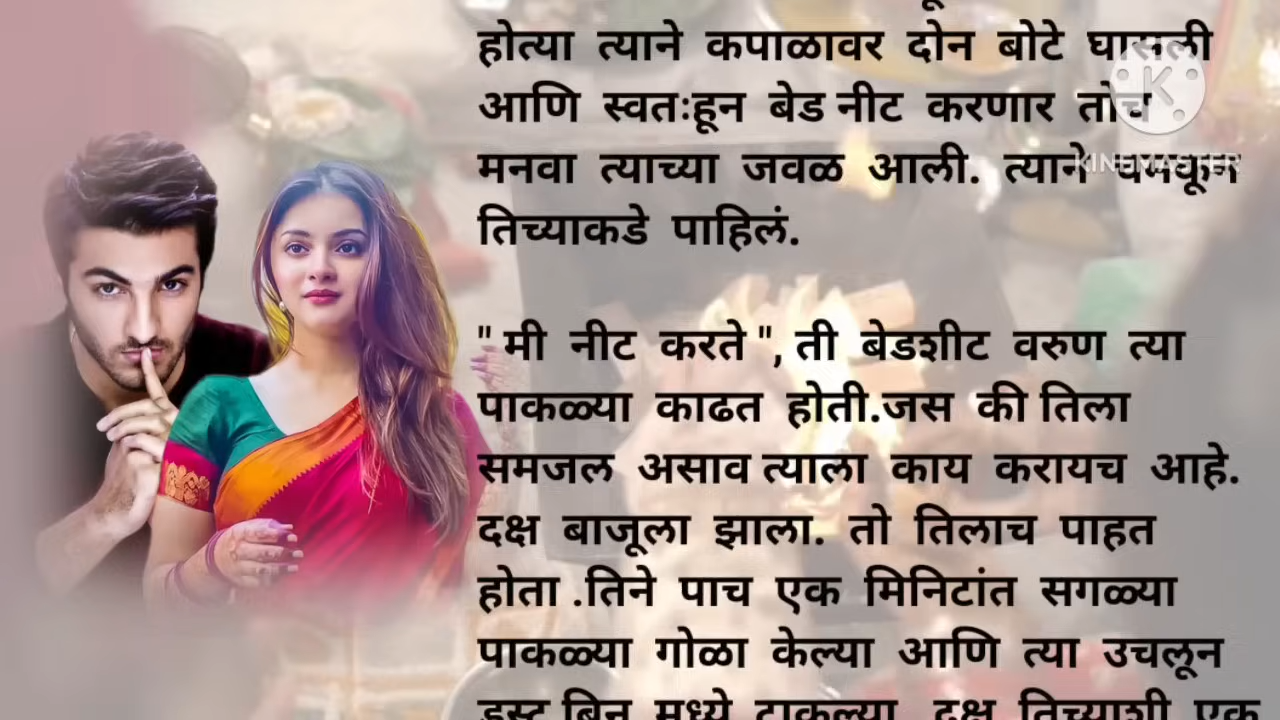 होत्या त्याने कपाळावर दोन बोटे घासली
आणि स्वतःहून बेड नीट करणार तोच
मनवा त्याच्या जवळ आली. त्याने चमकून
तिच्याकडे पाहिलं.
" मी नीट करते ", ती बेडशीट वरुण त्या
पाकळ्या काढत होती.जस की तिला
समजल असाव त्याला काय करायच आहे.
दक्ष बाजूला झाला. तो तिलाच पाहत
होता .तिने पाच एक मिनिटांत सगळ्या
पाकळ्या गोळा केल्या आणि त्या उचलून
डस्ट बिन मध्ये टाकल्या. दक्ष तिच्याशी एक
KINEMASTER